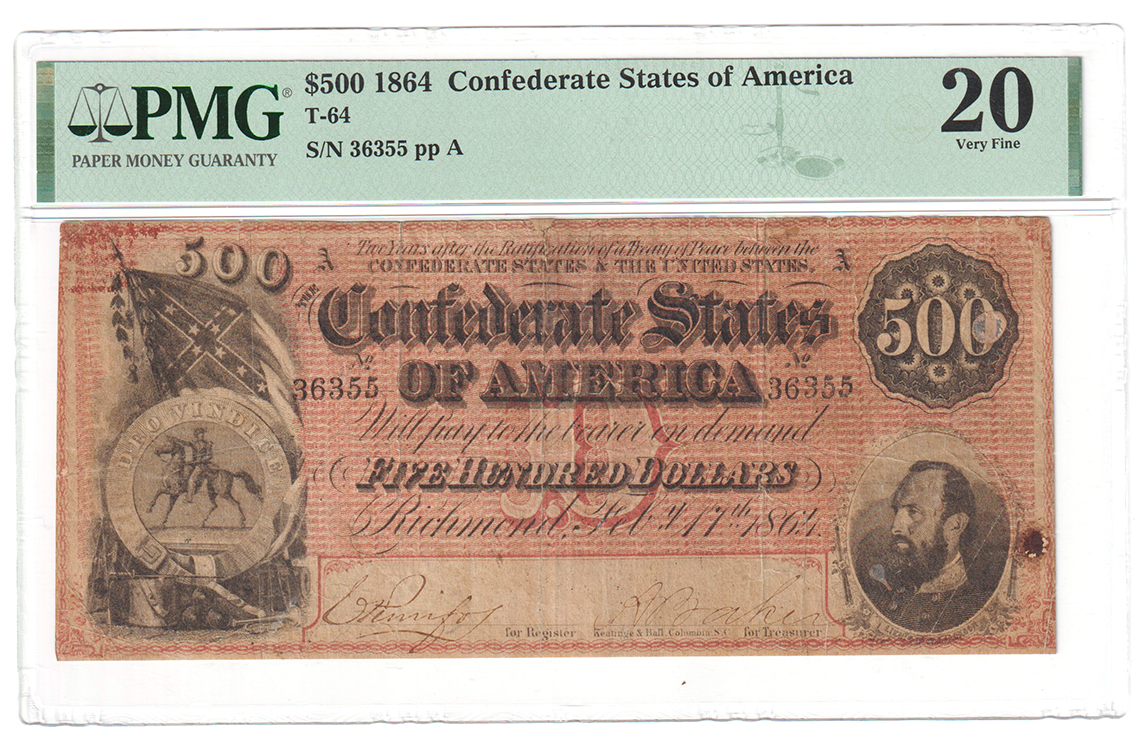 PMG®
PAPER MONEY GUARANTY
$500 1864 Confederate States of America
T-64
S/N 36355 pp A
20
Very Fine
500
A
Two Years after the Ratification of a Treaty of Peace between the
CONFEDERATE STATES & THE UNITED STATES.
A
500
THE
Confederate States
No
No
36355 OF AMERICA 36355
PRO VINDICE
Will pay to the bearer on demand
FIVE HUNDRED DOLLARS
Richmond, Feby. 17th 1864.
for Register
Keatinge & Ball, Columbia, S.C.
for Treasurer